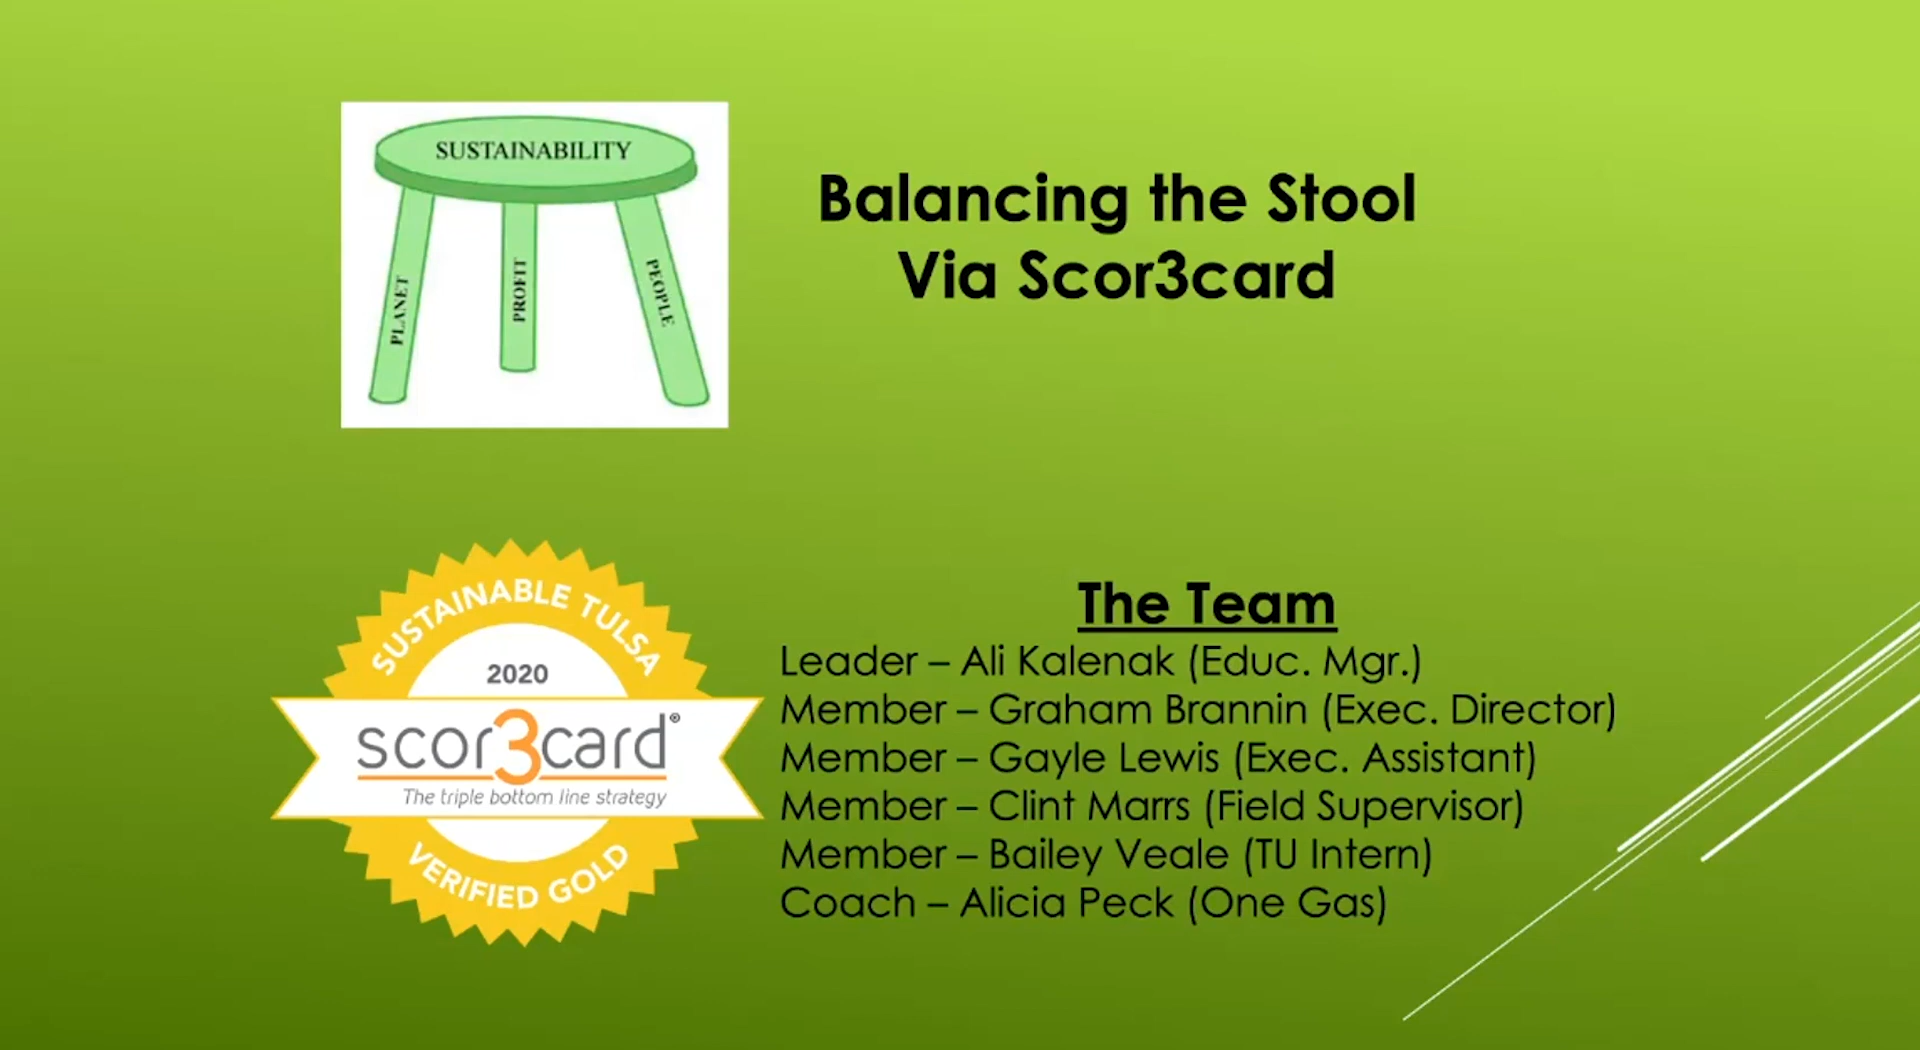 SUSTAINABILITY
PLANET
PROFIT
PEOPLE
Balancing the Stool
Via Scor3card
SUSTAINABLE TULSA
2020
scor3card®
The triple bottom line strategy
VERIFIED GOLD
The Team
Leader – Ali Kalenak (Educ. Mgr.)
Member – Graham Brannin (Exec. Director)
Member – Gayle Lewis (Exec. Assistant)
Member – Clint Marrs (Field Supervisor)
Member – Bailey Veale (TU Intern)
Coach – Alicia Peck (One Gas)